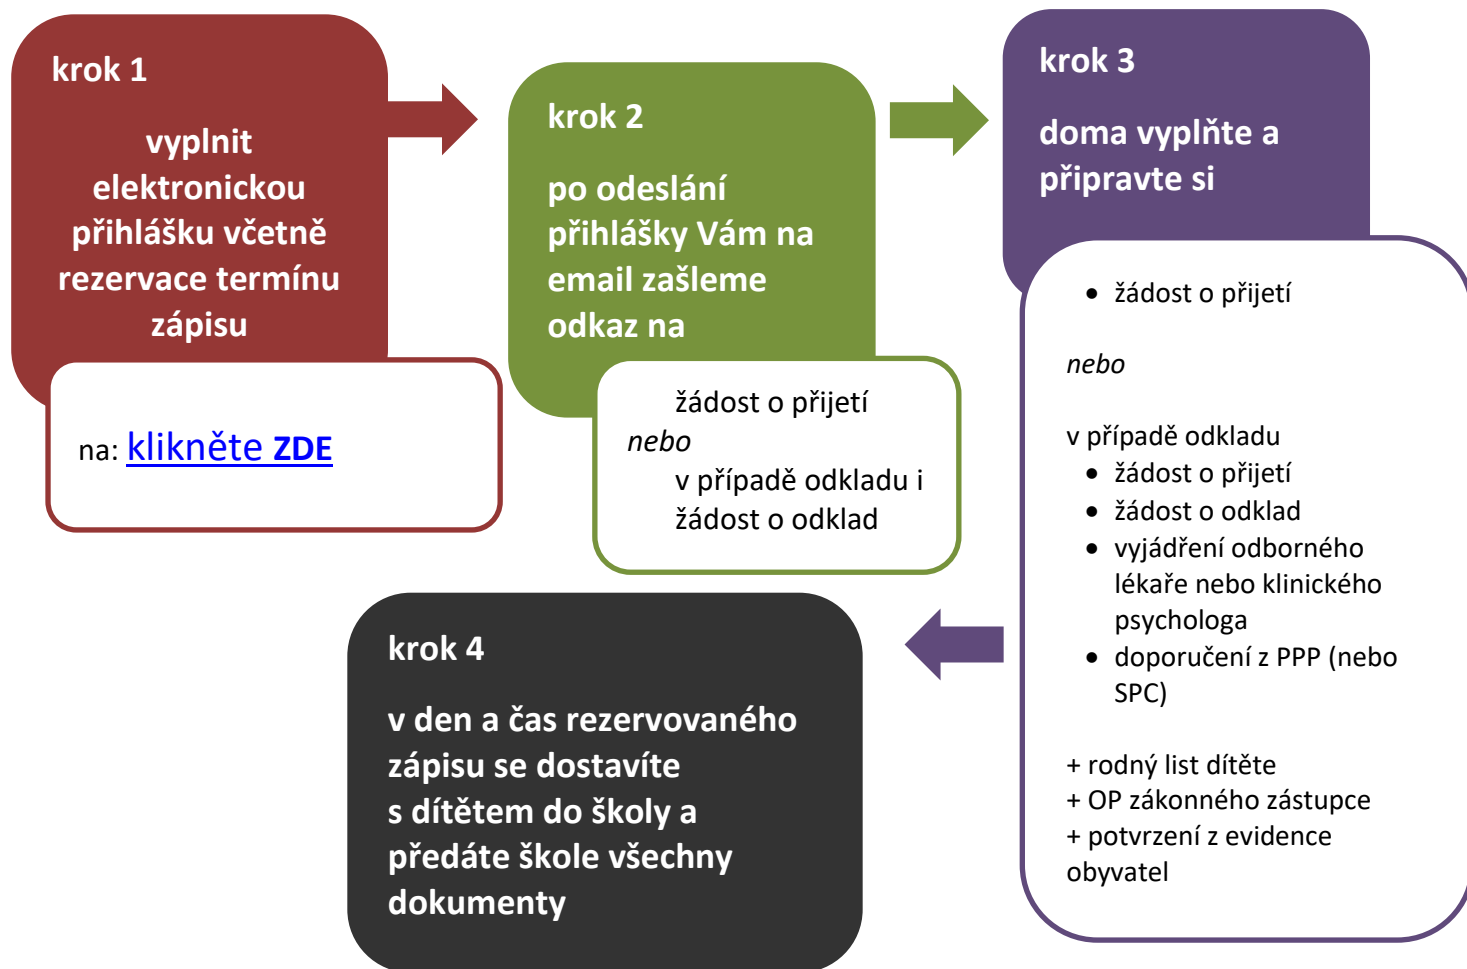 krok 1
vyplnit
elektronickou
přihlášku včetně
rezervace termínu
zápisu
na: klikněte ZDE
krok 2
po odeslání
přihlášky Vám na
email zašleme
odkaz na
žádost o přijetí
nebo
v případě odkladu i
žádost o odklad
krok 3
doma vyplňte a
připravte si
• žádost o přijetí
nebo
v případě odkladu
• žádost o přijetí
• žádost o odklad
• vyjádření odborného
lékaře nebo klinického
psychologa
• doporučení z PPP (nebo
SPC)
+ rodný list dítěte
+ OP zákonného zástupce
+ potvrzení z evidence
obyvatel
krok 4
v den a čas rezervovaného
zápisu se dostavíte
s dítětem do školy a
předáte škole všechny
dokumenty